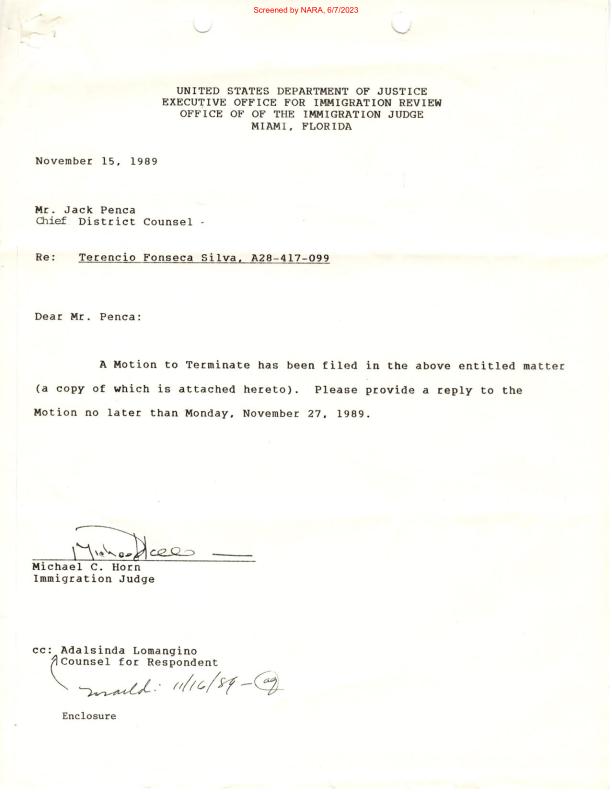 Screened by NARA, 6/7/2023
UNITED STATES DEPARTMENT OF JUSTICE
EXECUTIVE OFFICE FOR IMMIGRATION REVIEW
OFFICE OF OF THE IMMIGRATION JUDGE
MIAMI, FLORIDA
November 15, 1989
Mr. Jack Penca
Chief District Counsel -
Re: Terencio Fonseca Silva, A28-417-099
Dear Mr. Penca:
A Motion to Terminate has been filed in the above entitled matter
(a copy of which is attached hereto). Please provide a reply to the
Motion no later than Monday, November 27, 1989.
Michael C. Horn
Immigration Judge
cc: Adalsinda Lomangino
Counsel for Respondent
maild: 11/16/89 - ag
Enclosure